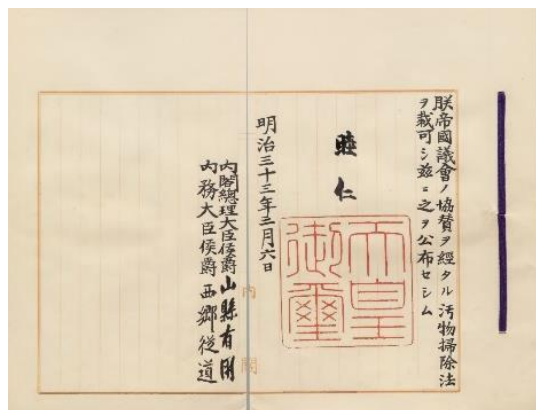 朕帝國議會ノ協賛ヲ經タル汚物掃除法
ヲ裁可シ玆ニ之ヲ公布セシム
睦仁
天皇御璽
明治三十三年三月六日
内閣總理大臣侯爵山縣有朋
内務大臣侯爵西郷從道
内閣